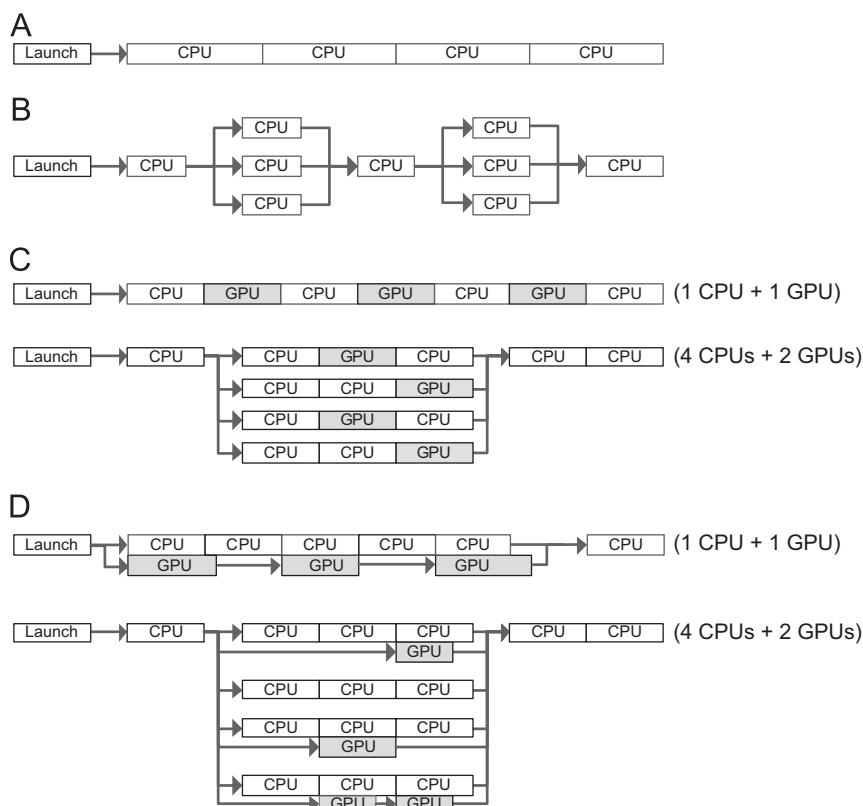 A
Launch CPU CPU CPU CPU
B
CPU CPU
Launch CPU CPU CPU CPU CPU
CPU CPU
C
Launch CPU GPU CPU GPU CPU GPU CPU (1 CPU + 1 GPU)
Launch CPU CPU GPU CPU CPU CPU (4 CPUs + 2 GPUs)
CPU CPU GPU
CPU GPU CPU
CPU CPU GPU
D
Launch CPU CPU CPU CPU CPU CPU (1 CPU + 1 GPU)
GPU GPU GPU
Launch CPU CPU CPU CPU CPU CPU (4 CPUs + 2 GPUs)
GPU
CPU CPU CPU
CPU CPU CPU
GPU
CPU CPU CPU
GPU GPU